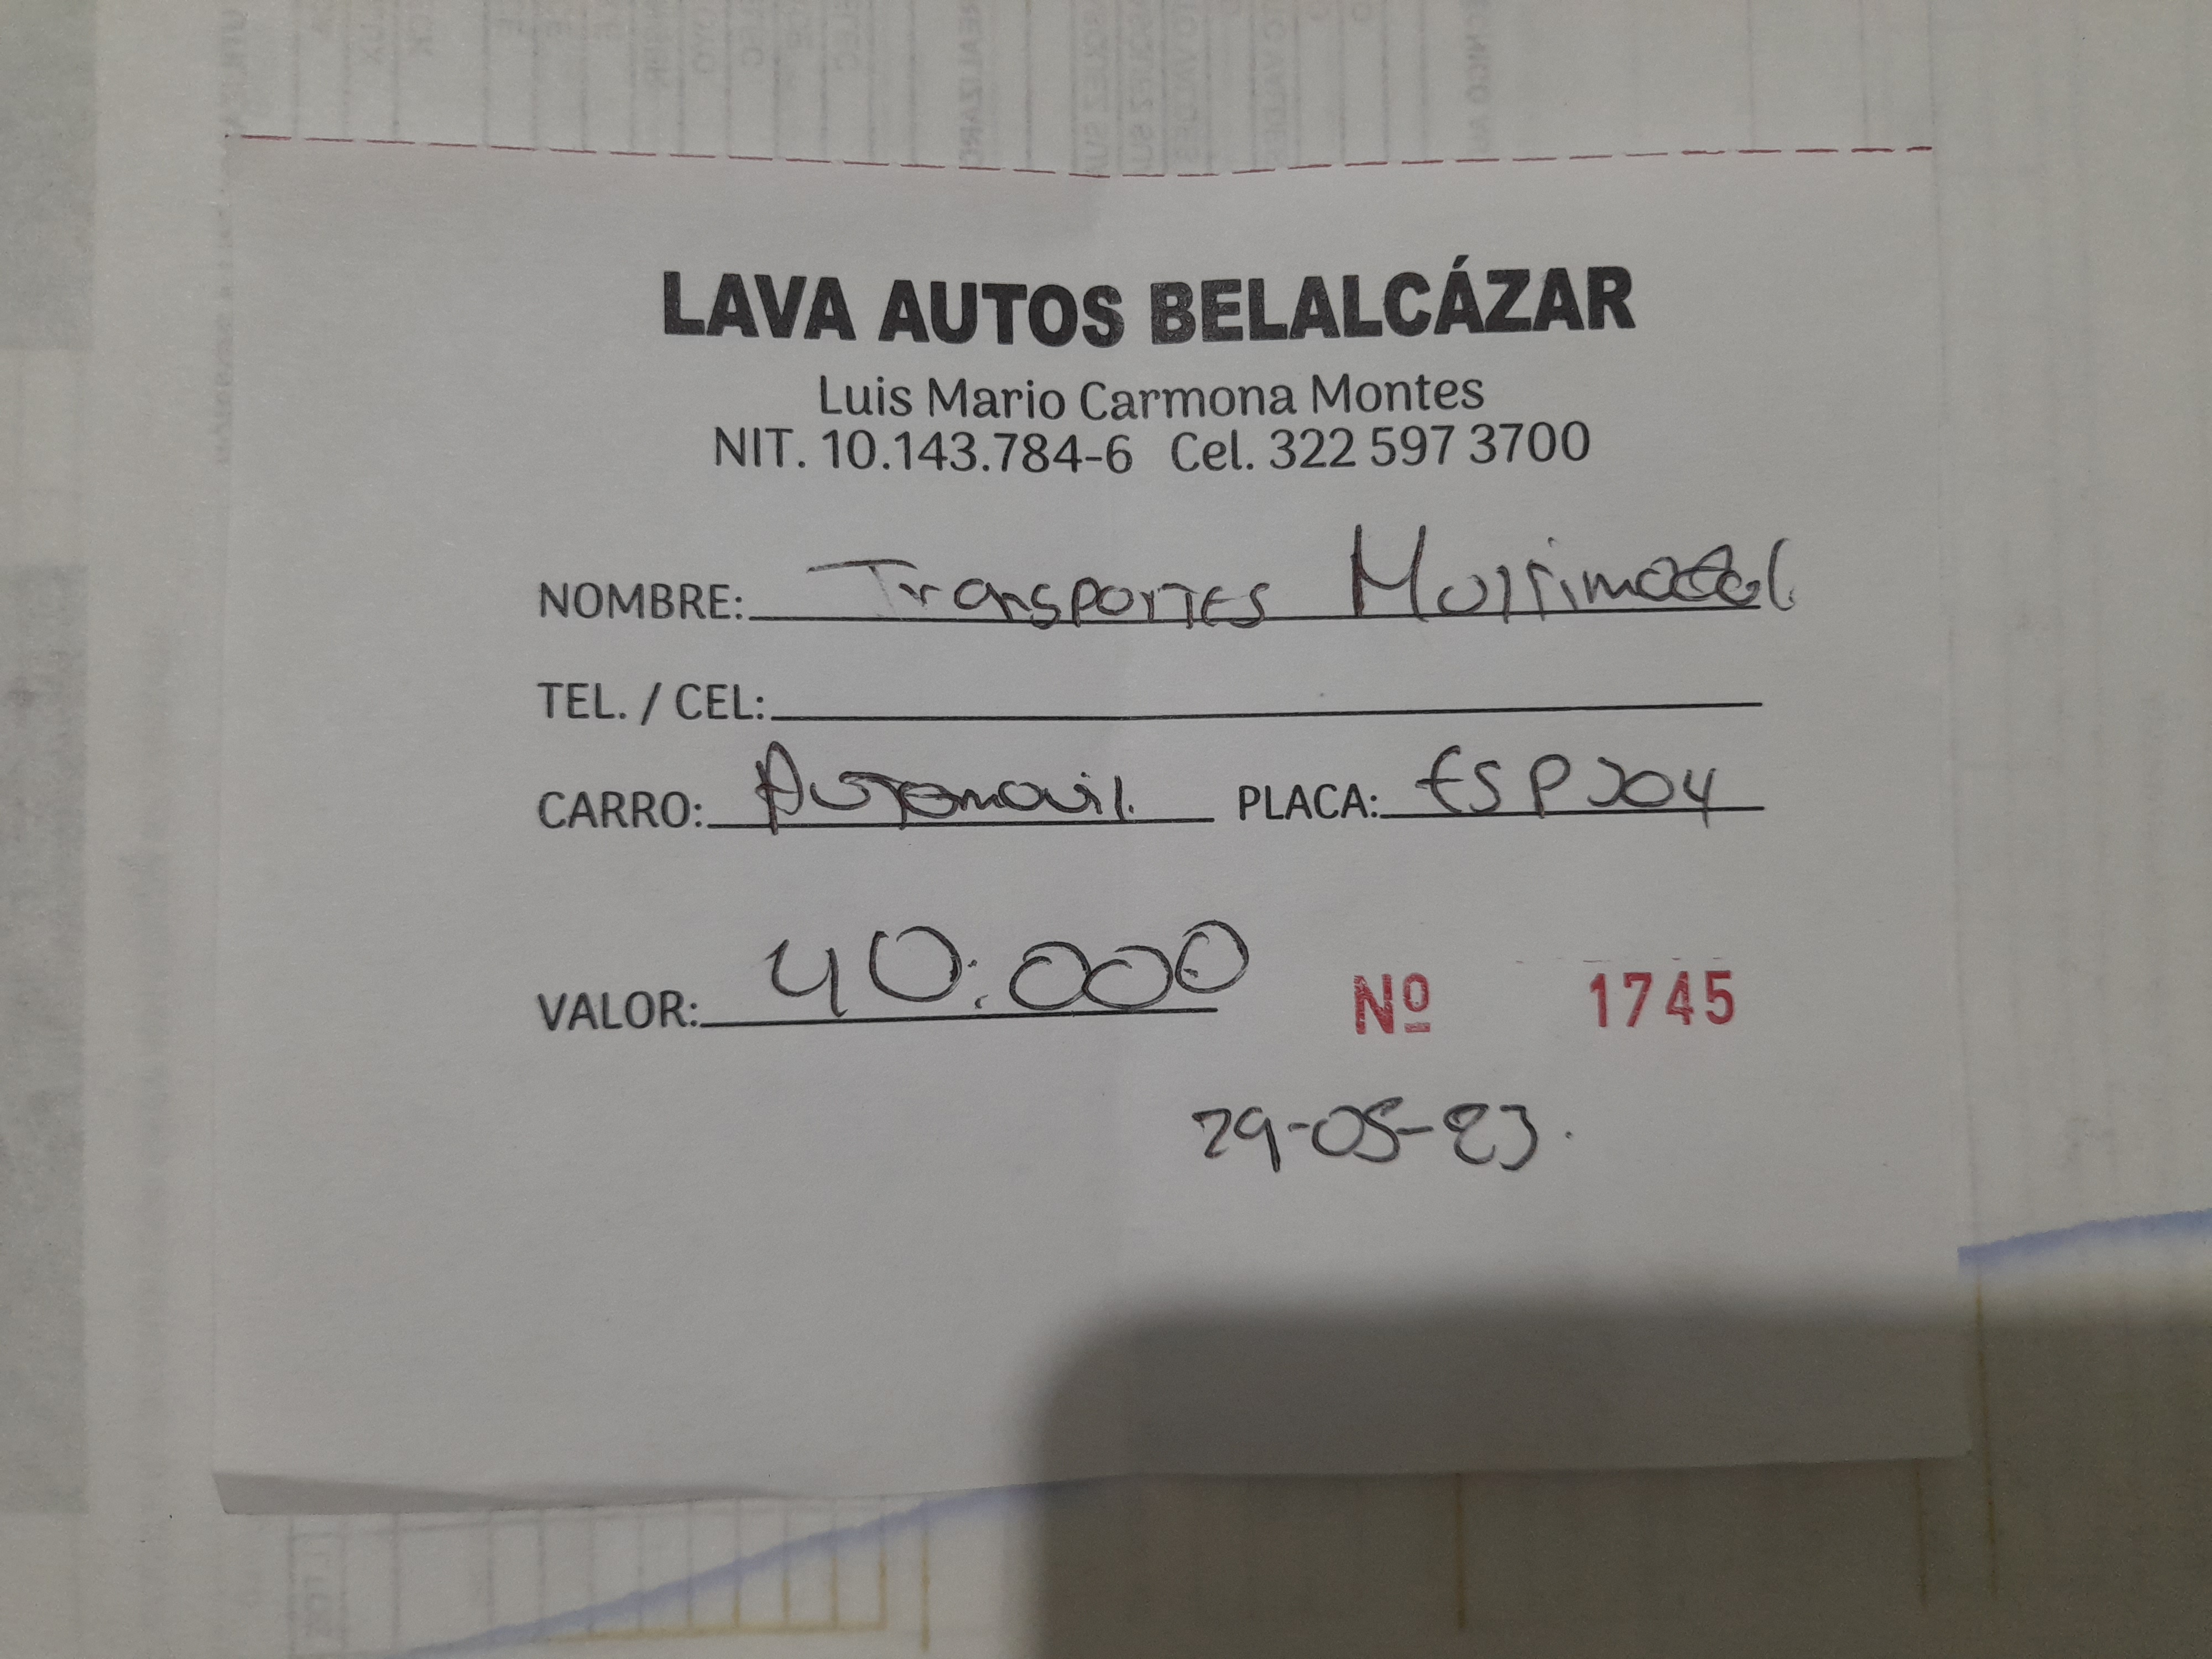 LAVA AUTOS BELALCÁZAR
Luis Mario Carmona Montes
NIT. 10.143.784-6 Cel. 322 597 3700
NOMBRE: Transportes Multimodal
TEL. / CEL:
CARRO: Automovil. PLACA: ESP204
VALOR: 40.000 Nº 1745
29-05-23.